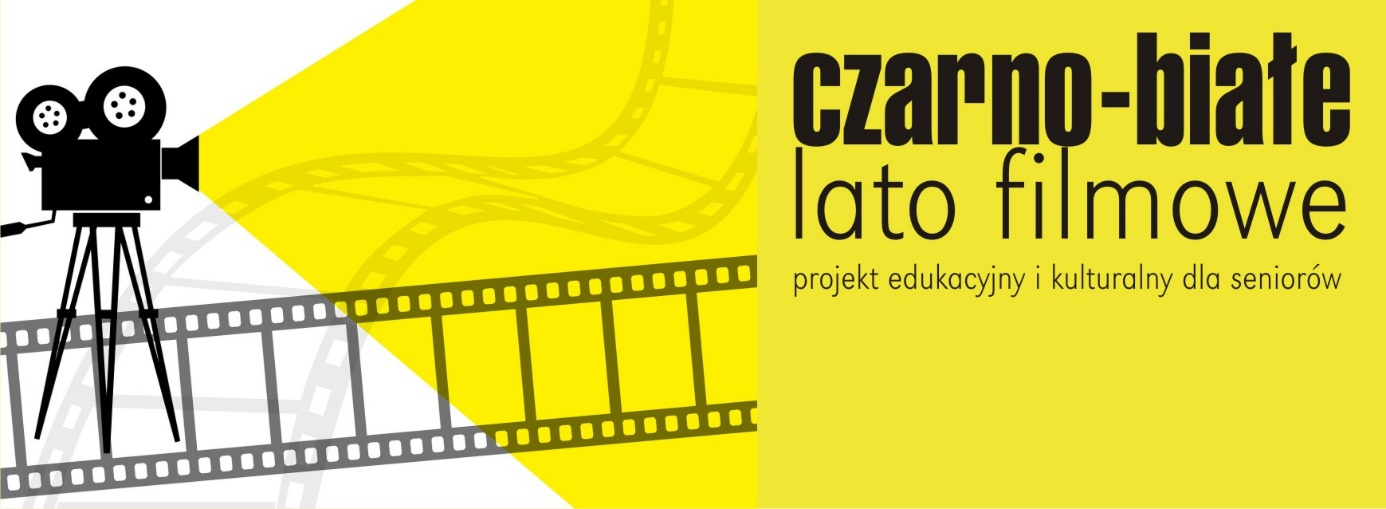 czarno-białe
lato filmowe
projekt edukacyjny i kulturalny dla seniorów